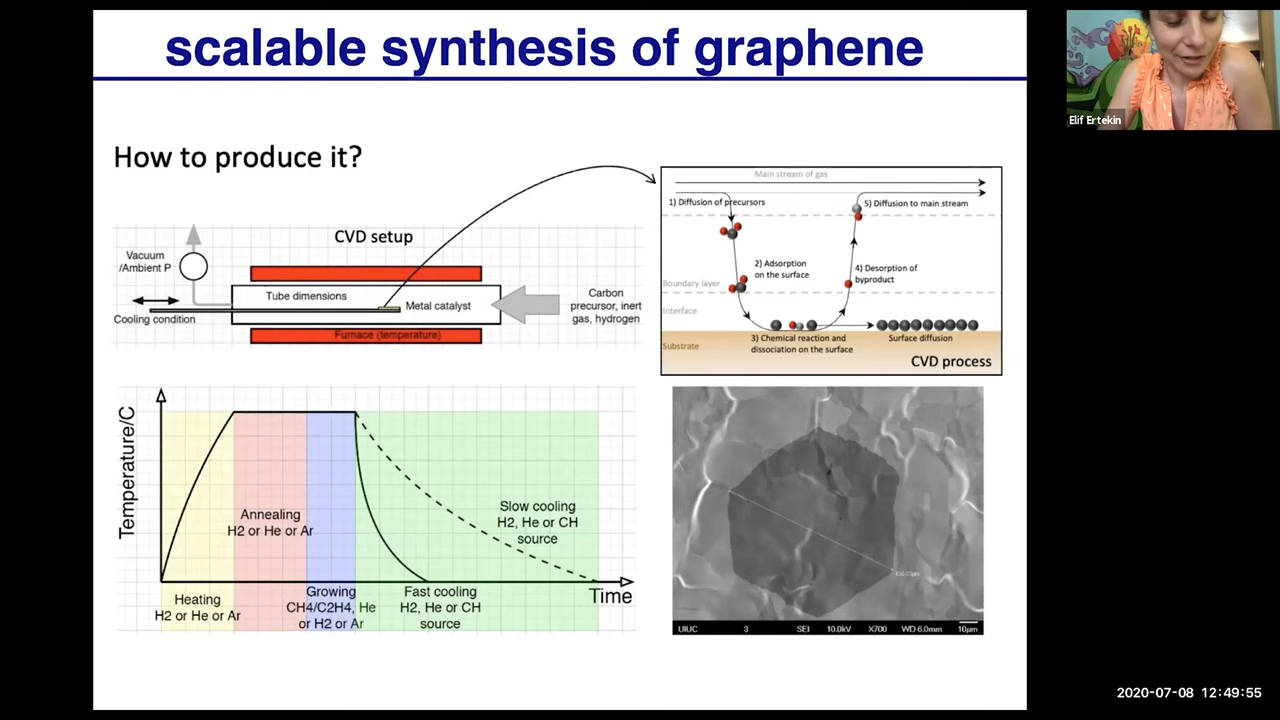 scalable synthesis of graphene
Elif Ertekin
How to produce it?
CVD setup
Vacuum
/Ambient P
Tube dimensions
Metal catalyst
Cooling condition
Furnace (temperature)
Carbon
precursor, inert
gas, hydrogen
Main stream of gas
1) Diffusion of precursors
5) Diffusion to main stream
2) Adsorption
on the surface
4) Desorption of
byproduct
Boundary layer
Interface
Substrate
3) Chemical reaction and
dissociation on the surface
Surface diffusion
CVD process
Temperature/C
Annealing
H2 or He or Ar
Slow cooling
H2, He or CH
source
Time
Heating
H2 or He or Ar
Growing
CH4/C2H4, He
or H2 or Ar
Fast cooling
H2, He or CH
source
UIUC 3 SEI 10.0kV X700 WD 6.0mm 10μm
2020-07-08 12:49:55